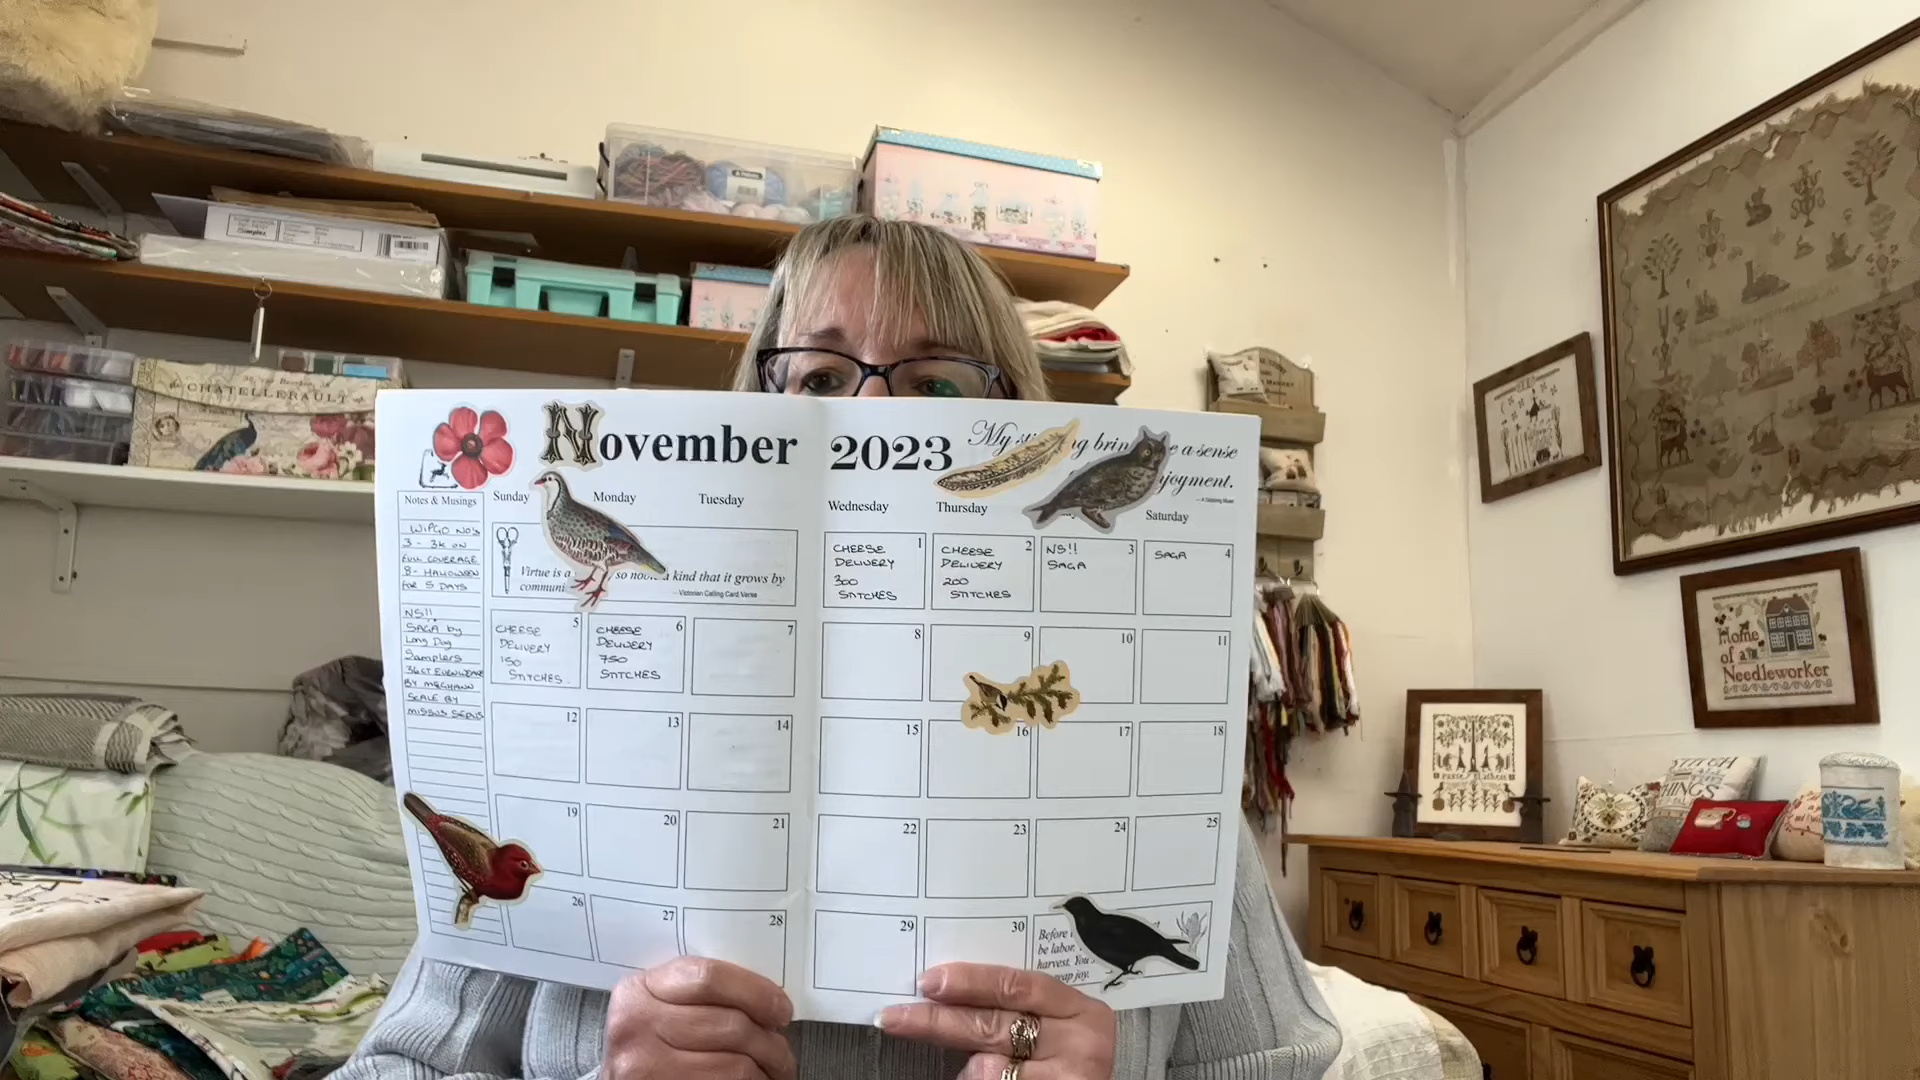 CHATELLERAULT
November 2023
My
bring
e a sense
joyment.
Notes & Musings
Sunday
Monday
Tuesday
Wednesday
Thursday
Saturday
WIPGO NO'S
3 - 3K ON
FULL COVERAGE
8 - HALLOWEEN
for 5 DAYS
NS!!
SAGA by
Long Dog
Samplers
36CT EVENWEAVE
SCALE BY
Virtue is a
so noble a kind that it grows by
communi
— Victorian Calling Card Verse
1
CHEESE
DELIVERY
300
STITCHES
2
CHEESE
DELIVERY
200
STITCHES
3
NS!!
SAGA
4
SAGA
5
CHEESE
DELIVERY
150
STITCHES.
6
CHEESE
DELIVERY
750
STITCHES
7
8
9
10
11
12
13
14
15
16
17
18
19
20
21
22
23
24
25
26
27
28
29
30
Before
be labor.
harvest. You
reap joy.
Home
of a
Needleworker
STITCH
THINGS